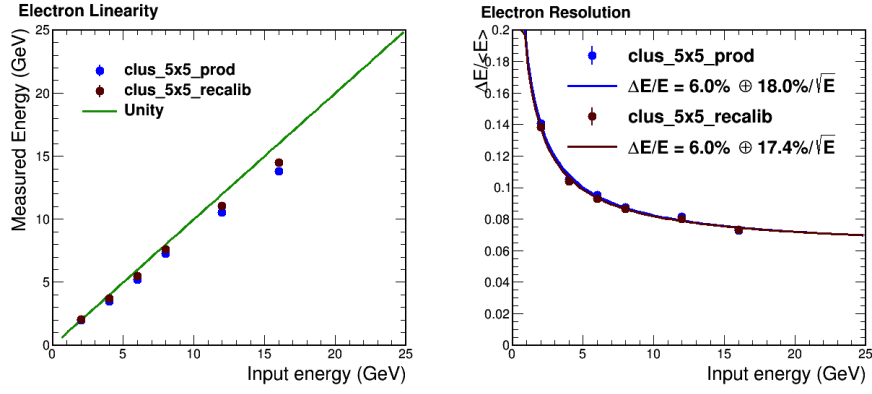 Electron Linearity
Measured Energy (GeV)
25
20
15
10
5
0
clus_5x5_prod
clus_5x5_recalib
Unity
0 5 10 15 20 25
Input energy (GeV)
Electron Resolution
ΔE/<E>
0.2
0.18
0.16
0.14
0.12
0.1
0.08
0.06
0.04
0.02
0
clus_5x5_prod
ΔE/E = 6.0% ⊕ 18.0%/√E
clus_5x5_recalib
ΔE/E = 6.0% ⊕ 17.4%/√E
0 5 10 15 20 25
Input energy (GeV)